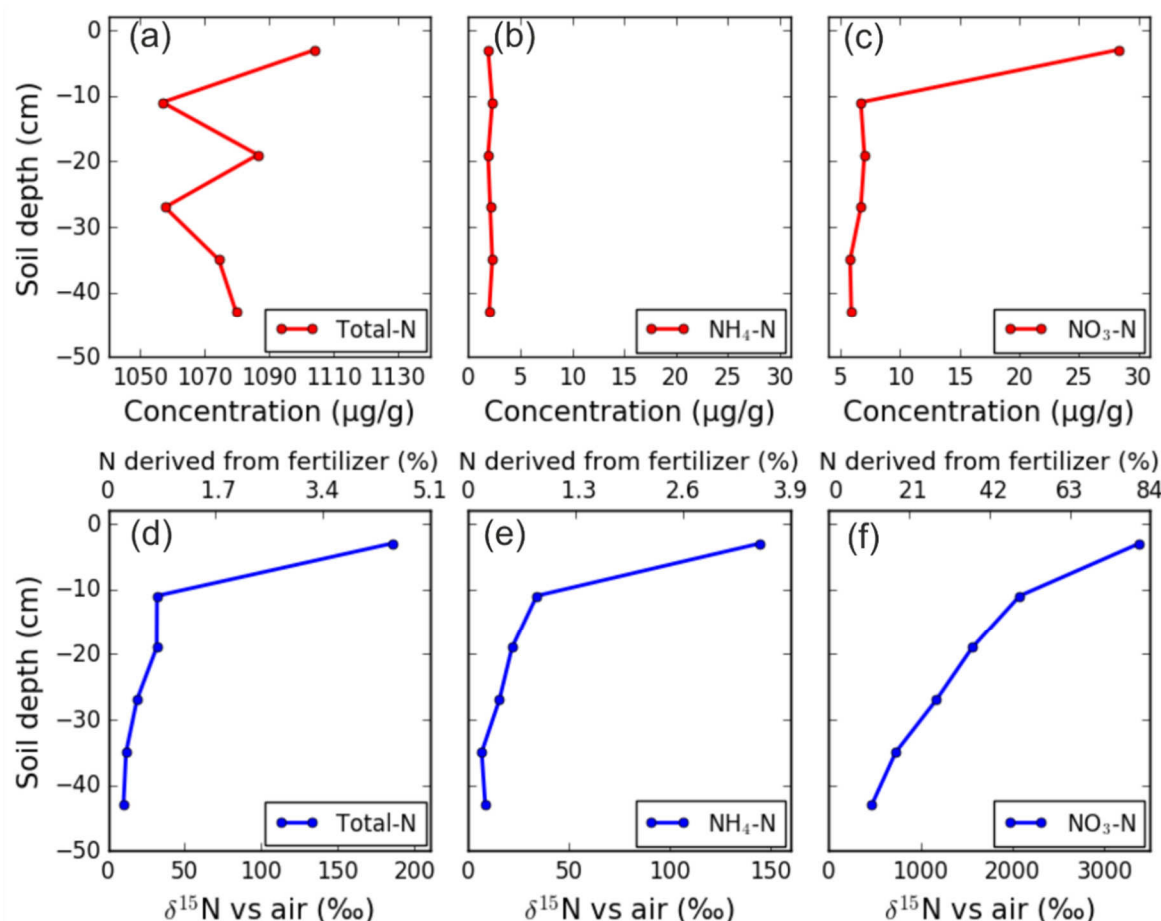 (a) (b) (c)
0
−10
−20
−30
−40
−50
Soil depth (cm)
Total-N NH₄-N NO₃-N
1050 1070 1090 1110 1130 0 5 10 15 20 25 30 5 10 15 20 25 30
Concentration (µg/g) Concentration (µg/g) Concentration (µg/g)
N derived from fertilizer (%) N derived from fertilizer (%) N derived from fertilizer (%)
0 1.7 3.4 5.1 0 1.3 2.6 3.9 0 21 42 63 84
(d) (e) (f)
0
−10
−20
−30
−40
−50
Soil depth (cm)
Total-N NH₄-N NO₃-N
0 50 100 150 200 0 50 100 150 0 1000 2000 3000
δ¹⁵N vs air (‰) δ¹⁵N vs air (‰) δ¹⁵N vs air (‰)